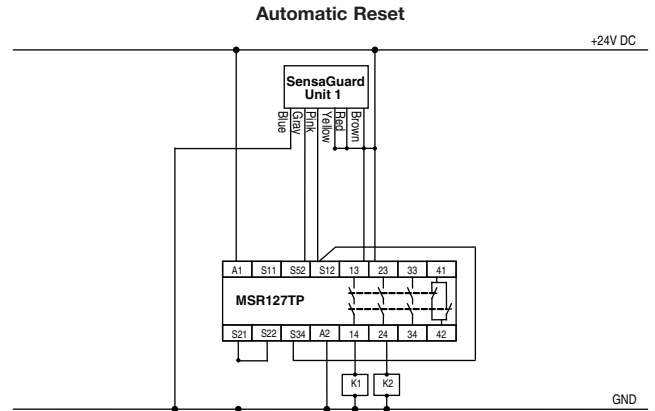 Automatic Reset
+24V DC
SensaGuard
Unit 1
Blue
Gray
Pink
Yellow
Red
Brown
A1 S11 S52 S12 13 23 33 41
MSR127TP
S21 S22 S34 A2 14 24 34 42
K1 K2
GND